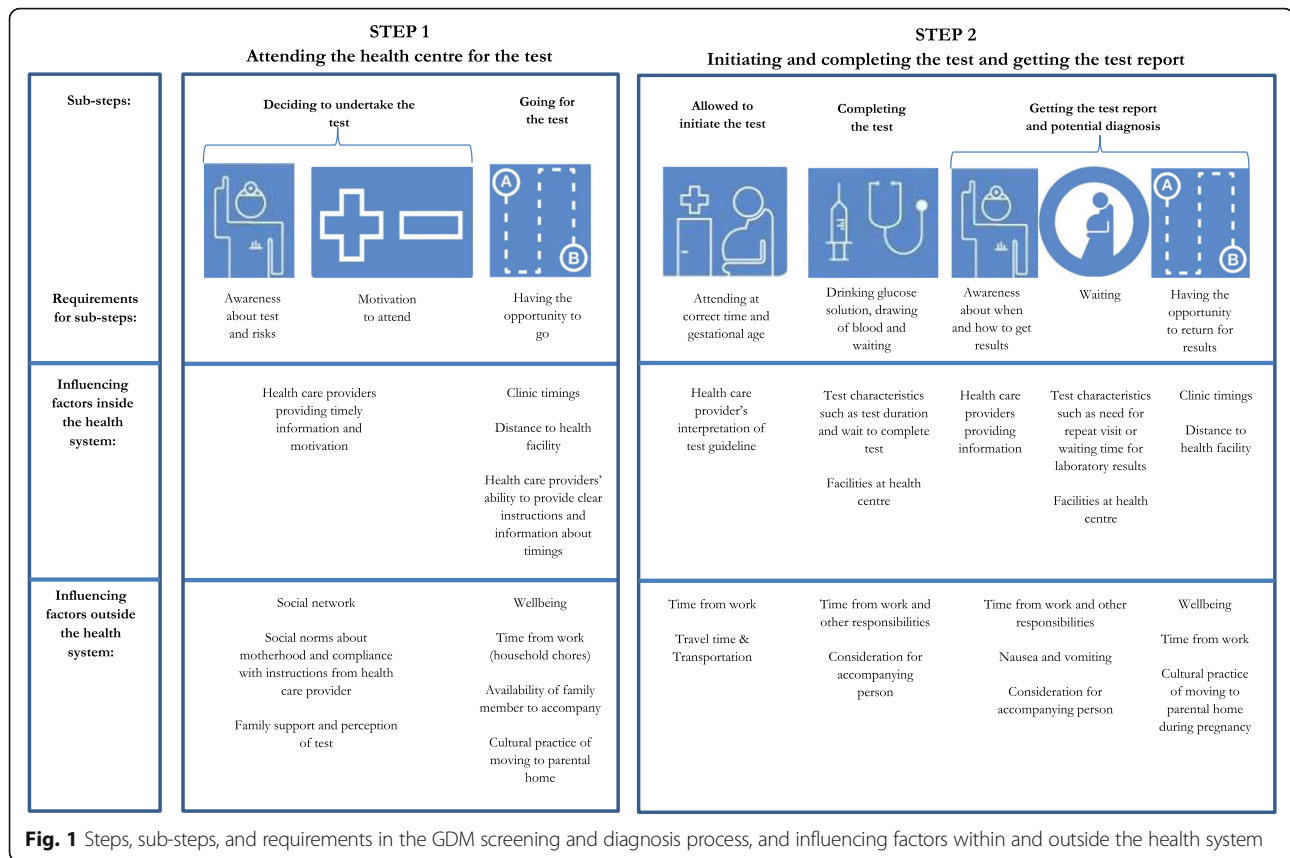 STEP 1
Attending the health centre for the test
STEP 2
Initiating and completing the test and getting the test report
Sub-steps:
Deciding to undertake the
test
Going for
the test
Allowed to
initiate the test
Completing
the test
Getting the test report
and potential diagnosis
A
B
A
B
Requirements
for sub-steps:
Awareness
about test
and risks
Motivation
to attend
Having the
opportunity to
go
Attending at
correct time and
gestational age
Drinking glucose
solution, drawing
of blood and
waiting
Awareness
about when
and how to get
results
Waiting
Having the
opportunity
to return for
results
Influencing
factors inside
the health
system:
Health care providers
providing timely
information and
motivation
Clinic timings
Distance to health
facility
Health care providers'
ability to provide clear
instructions and
information about
timings
Health care
provider's
interpretation of
test guideline
Test characteristics
such as test duration
and wait to complete
test
Facilities at health
centre
Health care
providers
providing
information
Test characteristics
such as need for
repeat visit or
waiting time for
laboratory results
Facilities at health
centre
Clinic timings
Distance to
health facility
Influencing
factors outside
the health
system:
Social network
Social norms about
motherhood and compliance
with instructions from health
care provider
Family support and perception
of test
Wellbeing
Time from work
(household chores)
Availability of family
member to accompany
Cultural practice of
moving to parental
home
Time from work
Travel time &
Transportation
Time from work and
other responsibilities
Consideration for
accompanying
person
Time from work and other
responsibilities
Nausea and vomiting
Consideration for
accompanying person
Wellbeing
Time from work
Cultural practice
of moving to
parental home
during pregnancy
Fig. 1 Steps, sub-steps, and requirements in the GDM screening and diagnosis process, and influencing factors within and outside the health system